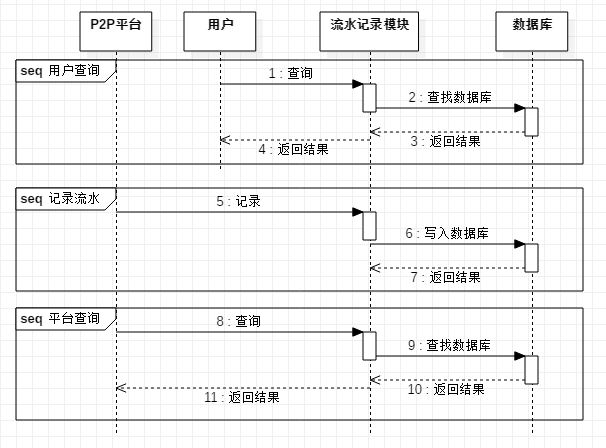 P2P平台
用户
流水记录模块
数据库
seq 用户查询
1 : 查询
2 : 查找数据库
3 : 返回结果
4 : 返回结果
seq 记录流水
5 : 记录
6 : 写入数据库
7 : 返回结果
seq 平台查询
8 : 查询
9 : 查找数据库
10 : 返回结果
11 : 返回结果